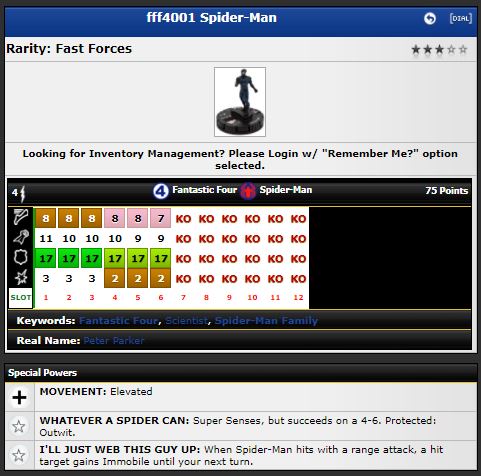 fff4001 Spider-Man
[DIAL]
Rarity: Fast Forces
Looking for Inventory Management? Please Login w/ "Remember Me?" option
selected.
4 4 Fantastic Four Spider-Man 75 Points
8 8 8 8 8 7 KO KO KO KO KO KO
11 10 10 10 9 9 KO KO KO KO KO KO
17 17 17 17 17 17 KO KO KO KO KO KO
3 3 3 2 2 2 KO KO KO KO KO KO
SLOT 1 2 3 4 5 6 7 8 9 10 11 12
Keywords: Fantastic Four, Scientist, Spider-Man Family
Real Name: Peter Parker
Special Powers
MOVEMENT: Elevated
WHATEVER A SPIDER CAN: Super Senses, but succeeds on a 4-6. Protected:
Outwit.
I'LL JUST WEB THIS GUY UP: When Spider-Man hits with a range attack, a hit
target gains Immobile until your next turn.